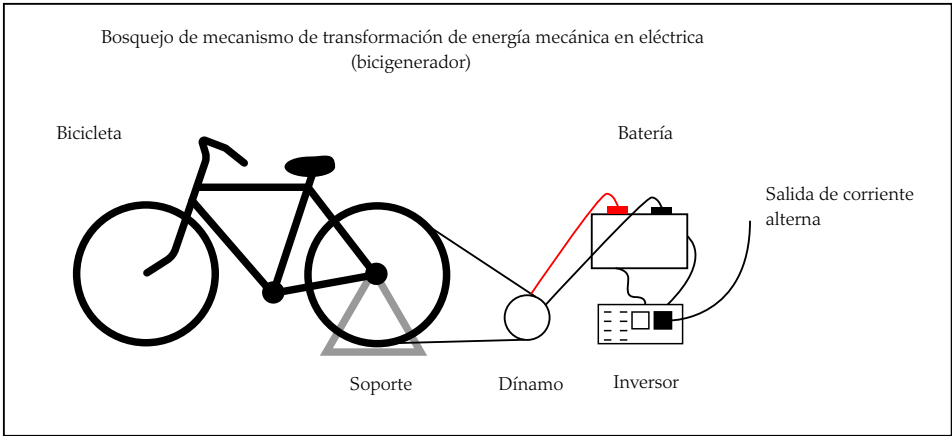 Bosquejo de mecanismo de transformación de energía mecánica en eléctrica
(bicigenerador)
Bicicleta
Batería
Salida de corriente
alterna
Soporte
Dínamo
Inversor